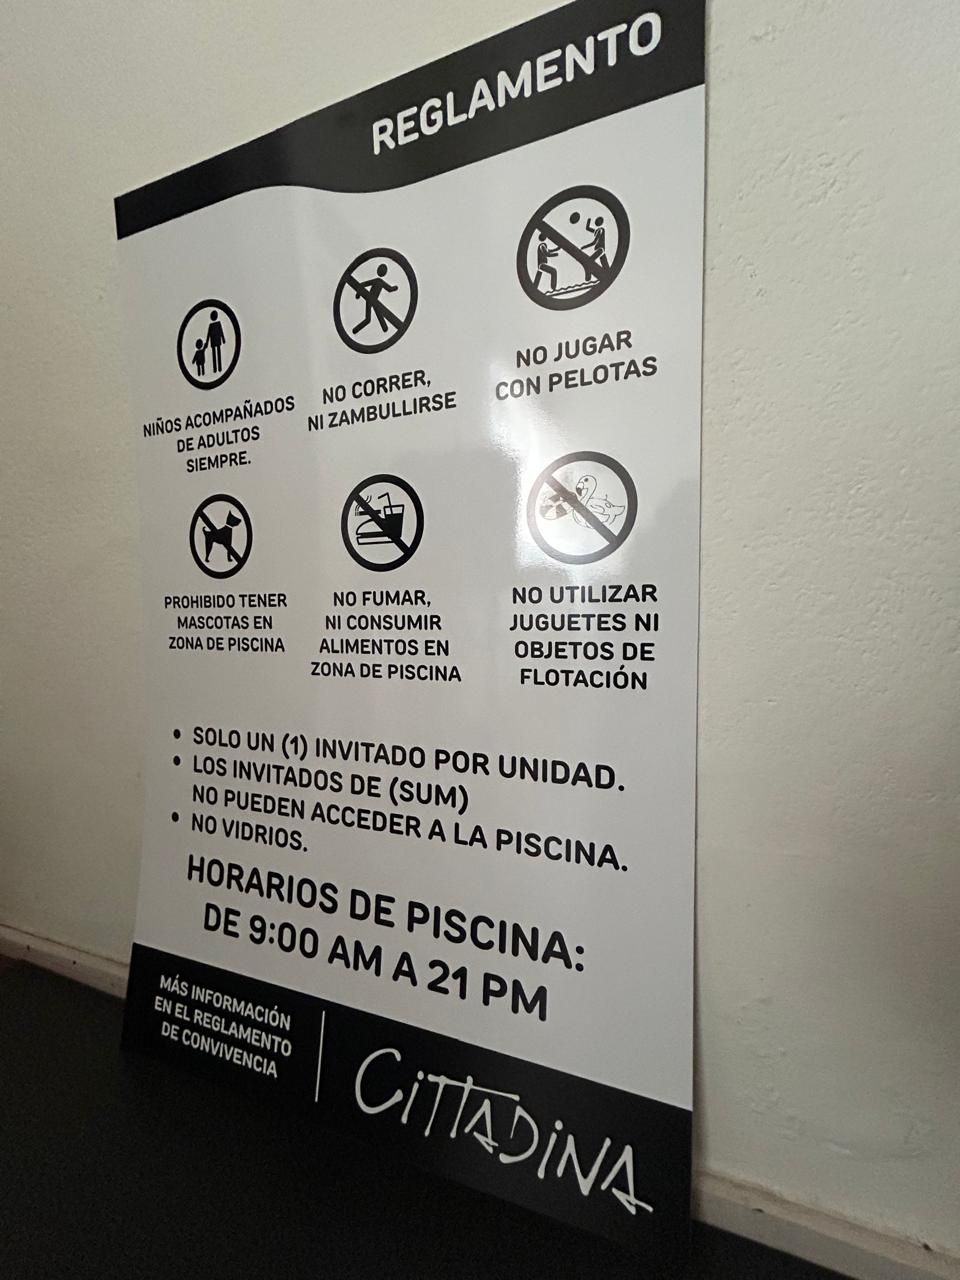 REGLAMENTO
NIÑOS ACOMPAÑADOS
DE ADULTOS
SIEMPRE.
NO CORRER,
NI ZAMBULLIRSE
NO JUGAR
CON PELOTAS
PROHIBIDO TENER
MASCOTAS EN
ZONA DE PISCINA
NO FUMAR,
NI CONSUMIR
ALIMENTOS EN
ZONA DE PISCINA
NO UTILIZAR
JUGUETES NI
OBJETOS DE
FLOTACIÓN
• SOLO UN (1) INVITADO POR UNIDAD.
• LOS INVITADOS DE (SUM)
NO PUEDEN ACCEDER A LA PISCINA.
• NO VIDRIOS.
HORARIOS DE PISCINA:
DE 9:00 AM A 21 PM
MÁS INFORMACIÓN
EN EL REGLAMENTO
DE CONVIVENCIA
CITTADINA